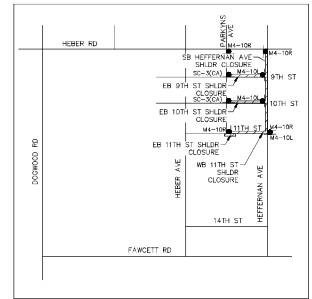 PARKYNS
AVE
HEBER RD
M4-10R
M4-10R
SB HEFFERNAN AVE
SHLDR CLOSURE
SC-3(CA)
M4-10L
9TH ST
EB 9TH ST SHLDR
CLOSURE
SC-3(CA)
M4-10L
10TH ST
EB 10TH ST SHLDR
CLOSURE
M4-10R
11TH ST
M4-10R
M4-10L
EB 11TH ST SHLDR
CLOSURE
WB 11TH ST
SHLDR
CLOSURE
DOGWOOD RD
HEBER AVE
HEFFERNAN AVE
14TH ST
FAWCETT RD